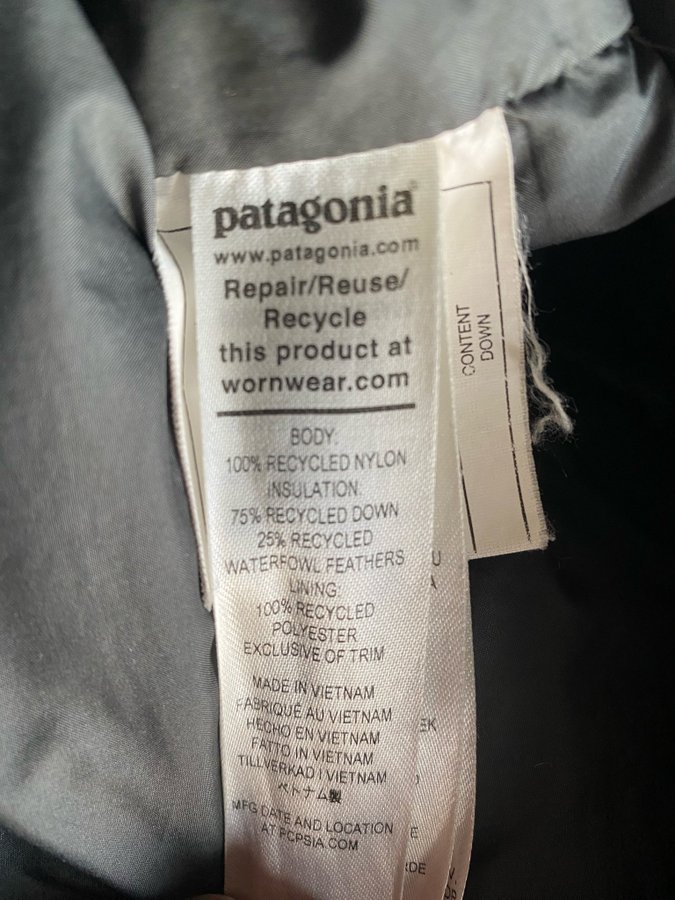 patagonia®
www.patagonia.com
Repair/Reuse/
Recycle
this product at
wornwear.com
BODY:
100% RECYCLED NYLON
INSULATION:
75% RECYCLED DOWN
25% RECYCLED
WATERFOWL FEATHERS
LINING:
100% RECYCLED
POLYESTER
EXCLUSIVE OF TRIM
MADE IN VIETNAM
FABRIQUÉ AU VIETNAM
HECHO EN VIETNAM
FATTO IN VIETNAM
TILLVERKAD I VIETNAM
ベトナム製
MFG DATE AND LOCATION
AT PCPSIA.COM
CONTENT
DOWN